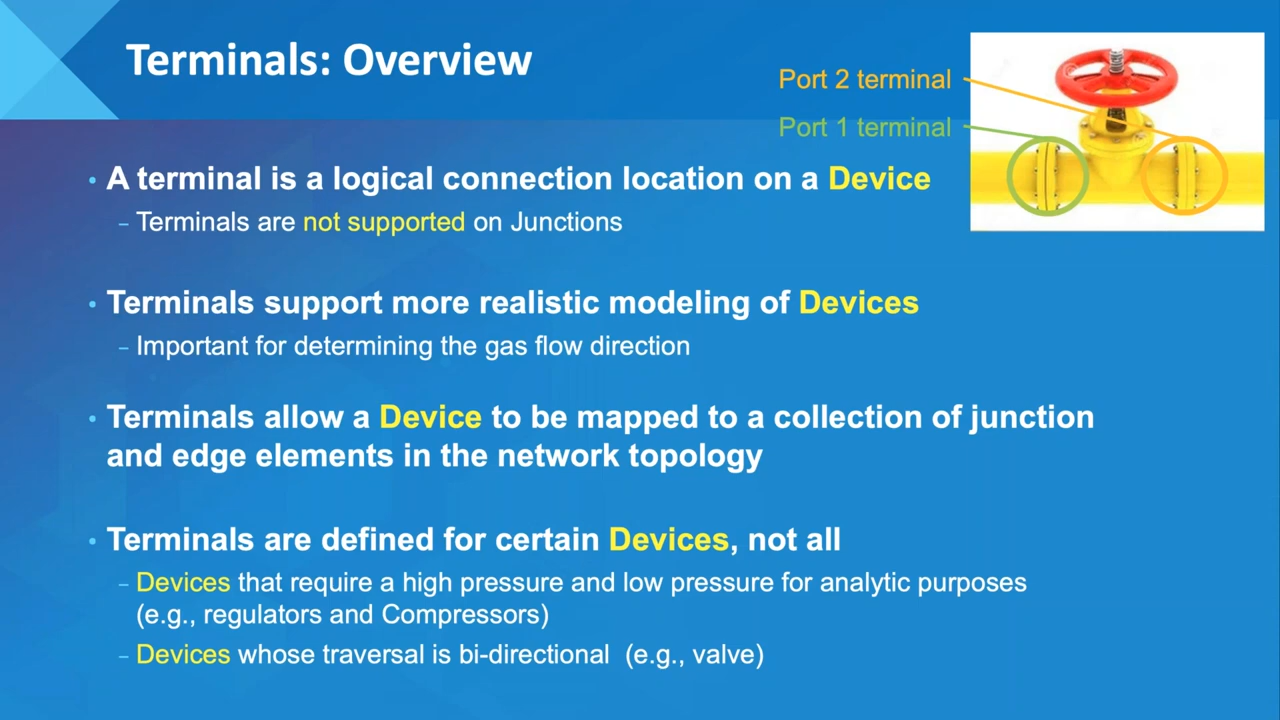 Terminals: Overview
Port 2 terminal
Port 1 terminal
• A terminal is a logical connection location on a Device
– Terminals are not supported on Junctions
• Terminals support more realistic modeling of Devices
– Important for determining the gas flow direction
• Terminals allow a Device to be mapped to a collection of junction
and edge elements in the network topology
• Terminals are defined for certain Devices, not all
– Devices that require a high pressure and low pressure for analytic purposes
(e.g., regulators and Compressors)
– Devices whose traversal is bi-directional (e.g., valve)